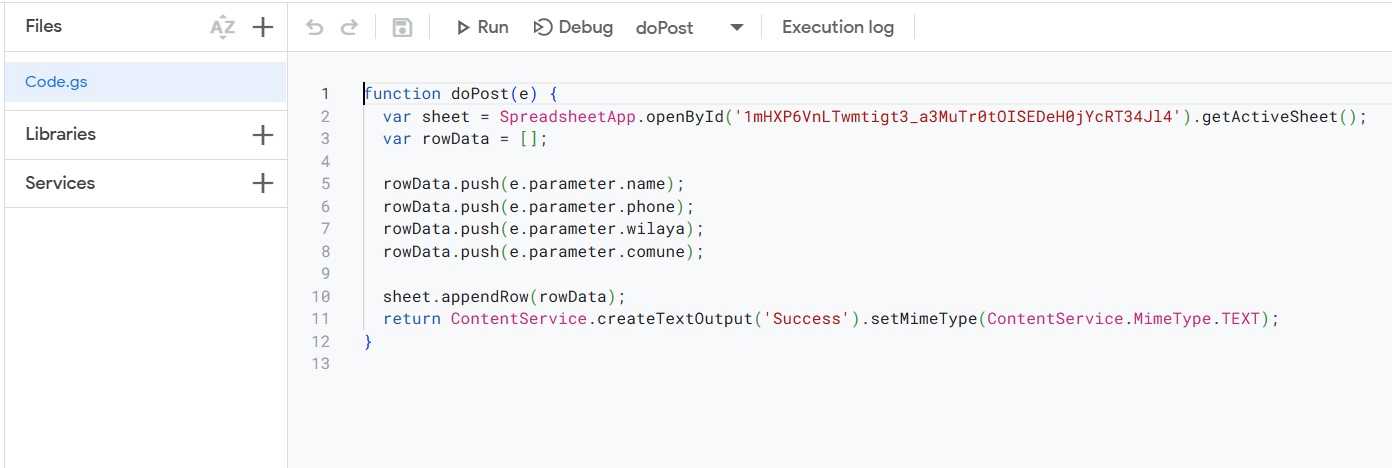 Files
Run
Debug
doPost
Execution log
Code.gs
Libraries
Services
1 function doPost(e) {
2   var sheet = SpreadsheetApp.openById('1mHXP6VnLTwmtigt3_a3MuTr0tOISEDeH0jYcRT34Jl4').getActiveSheet();
3   var rowData = [];
4
5   rowData.push(e.parameter.name);
6   rowData.push(e.parameter.phone);
7   rowData.push(e.parameter.wilaya);
8   rowData.push(e.parameter.comune);
9
10   sheet.appendRow(rowData);
11   return ContentService.createTextOutput('Success').setMimeType(ContentService.MimeType.TEXT);
12 }
13